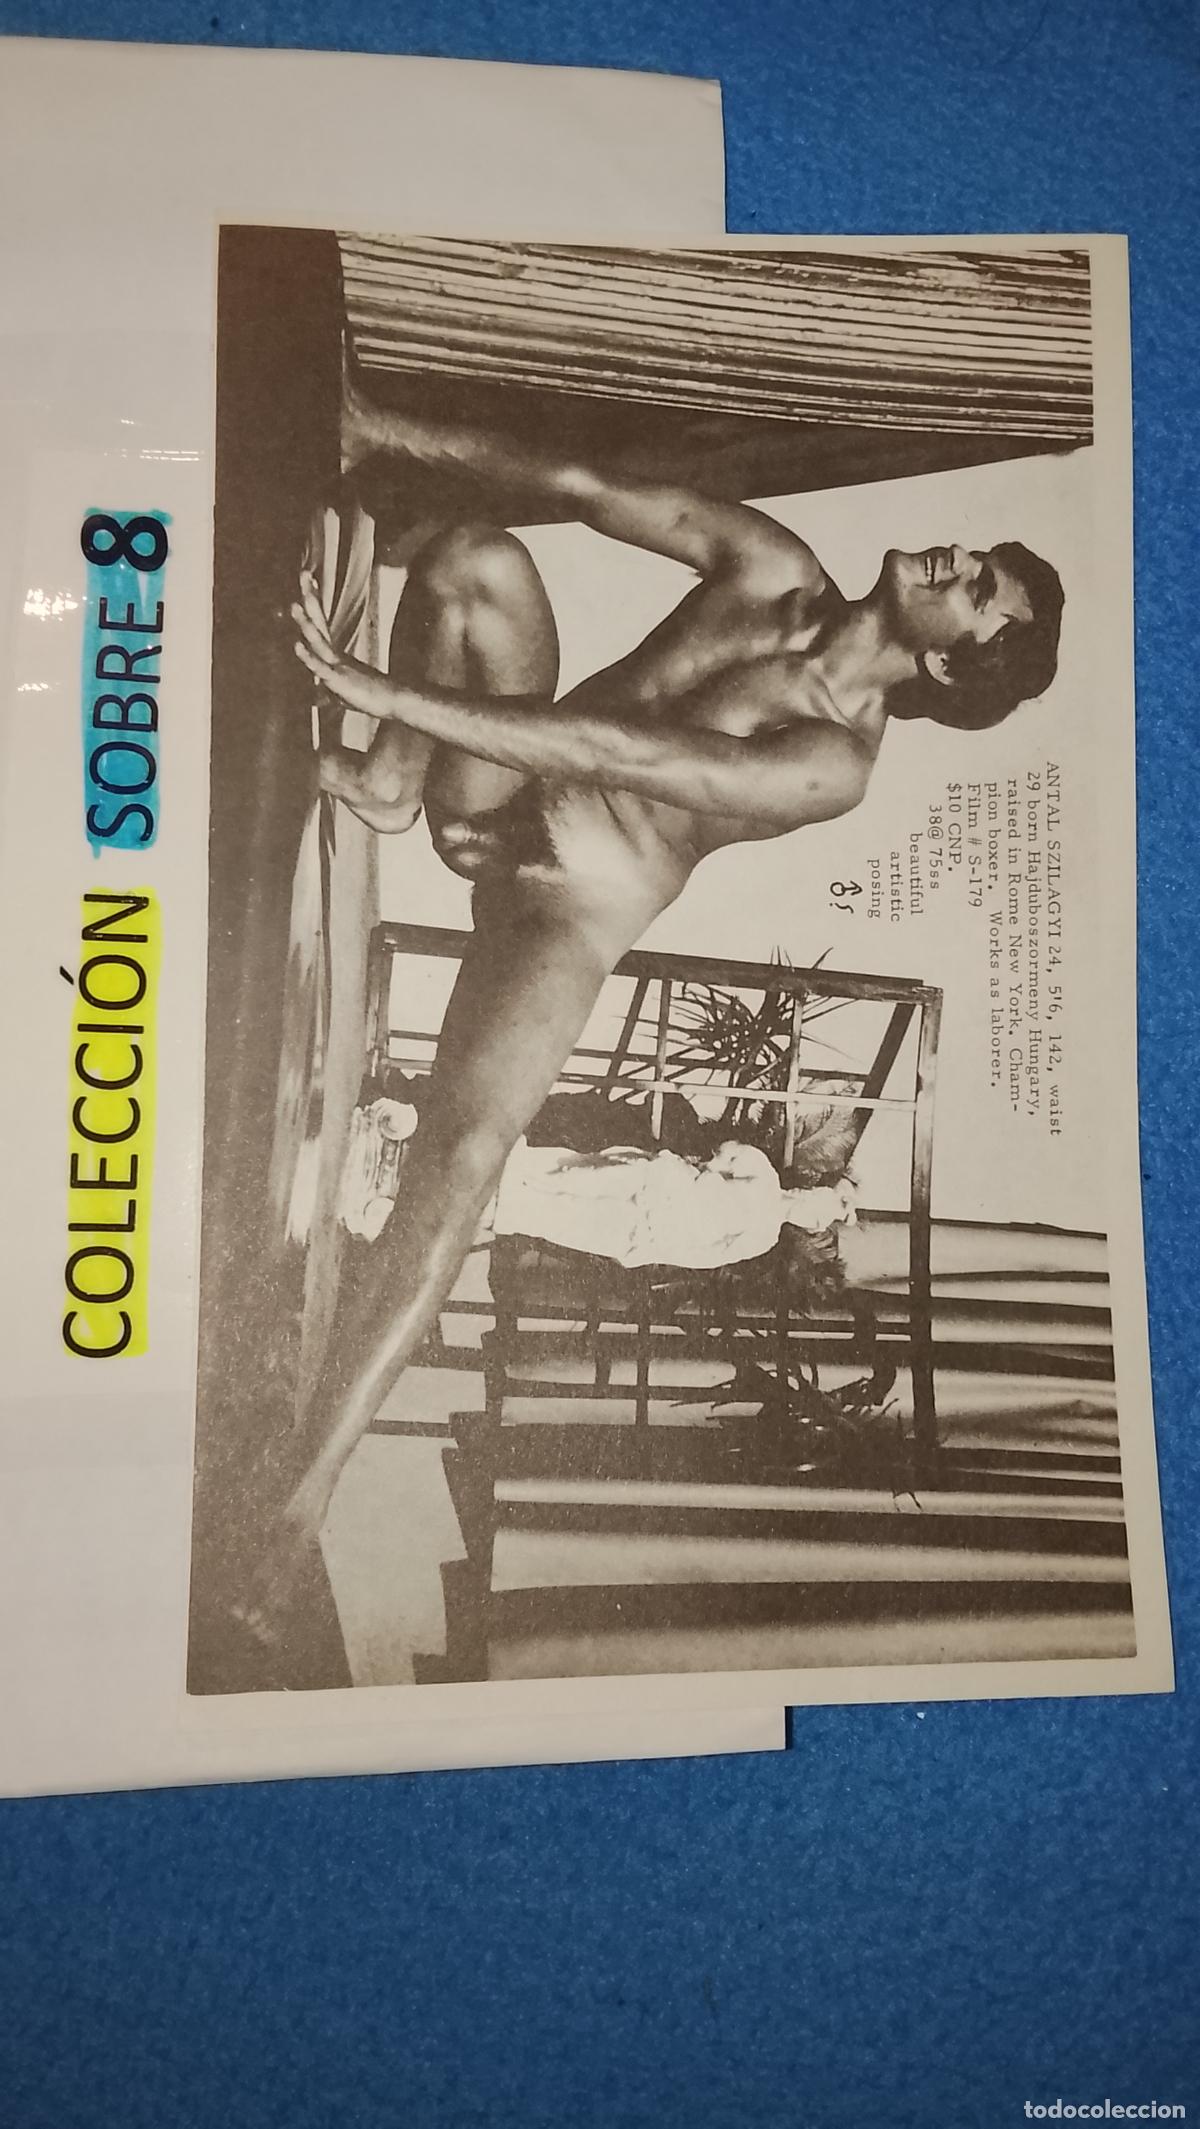 COLECCIÓN SOBRE 8
ANTAL SZILAGYI 24, 5'6, 142, waist
29 born Hajduboszormeny Hungary,
raised in Rome New York. Cham-
pion boxer. Works as laborer.
Film # S-179
$10 CNP.
38@ 75ss
beautiful
artistic
posing
todocoleccion